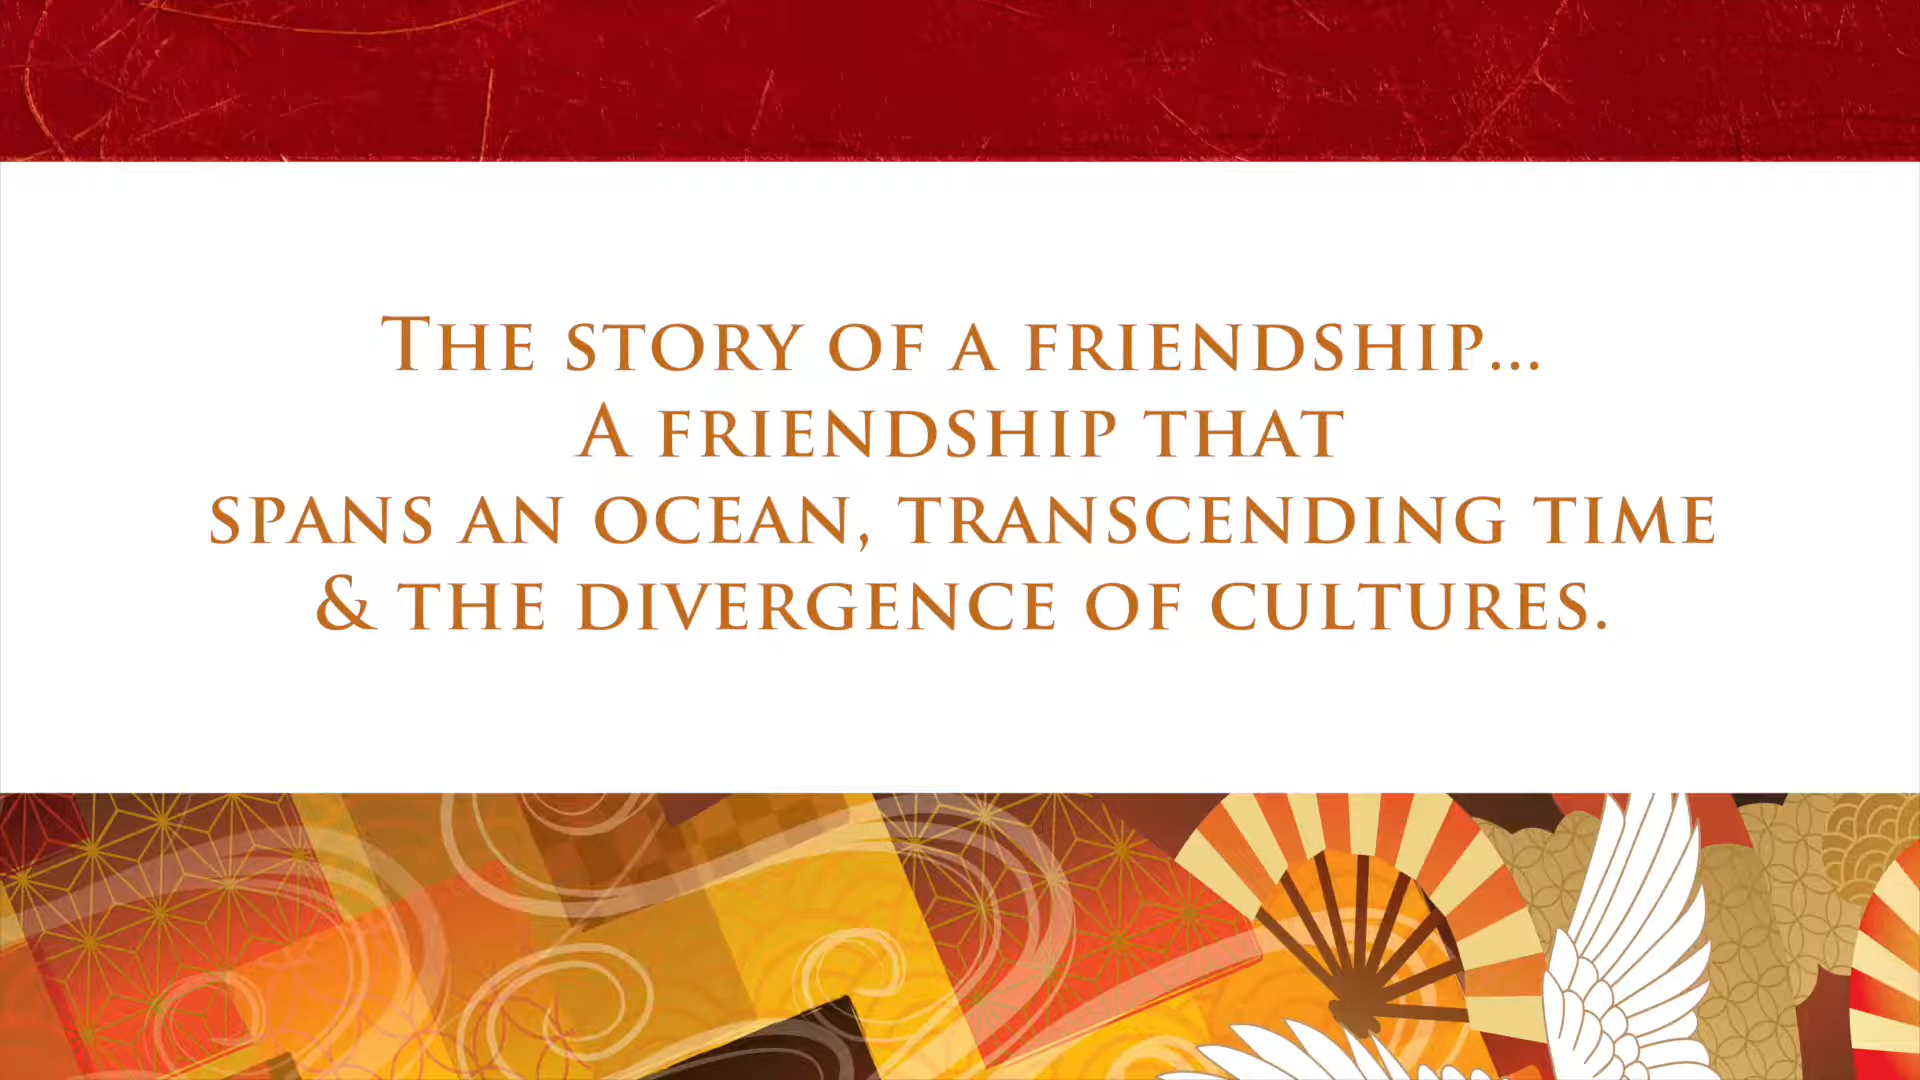 The story of a friendship...
A friendship that
spans an ocean, transcending time
& the divergence of cultures.